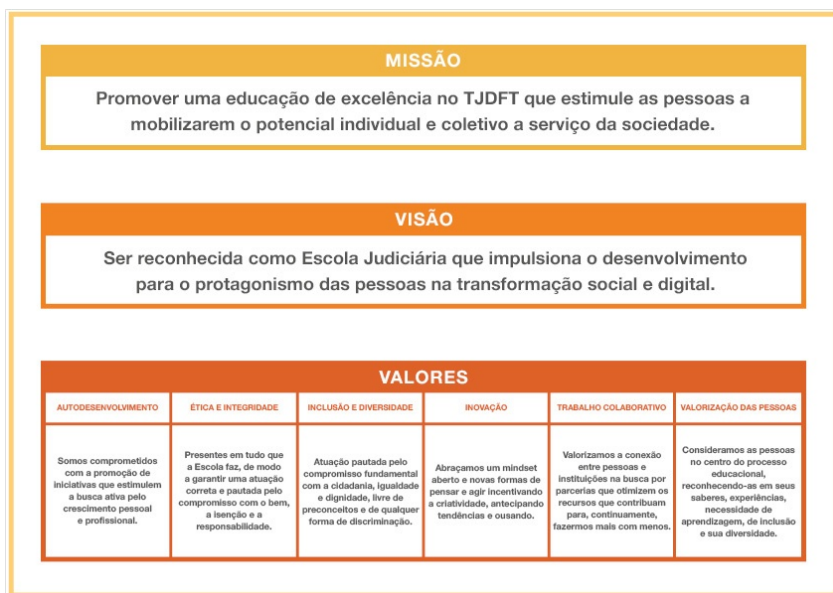 MISSÃO
Promover uma educação de excelência no TJDFT que estimule as pessoas a
mobilizarem o potencial individual e coletivo a serviço da sociedade.
VISÃO
Ser reconhecida como Escola Judiciária que impulsiona o desenvolvimento
para o protagonismo das pessoas na transformação social e digital.
VALORES
AUTODESENVOLVIMENTO
Somos comprometidos
com a promoção de
iniciativas que estimulem
a busca ativa pelo
crescimento pessoal
e profissional.
ÉTICA E INTEGRIDADE
Presentes em tudo que
a Escola faz, de modo
a garantir uma atuação
correta e pautada pelo
compromisso com o bem,
a isenção e a
responsabilidade.
INCLUSÃO E DIVERSIDADE
Atuação pautada pelo
compromisso fundamental
com a cidadania, igualdade
e dignidade, livre de
preconceitos e de qualquer
forma de discriminação.
INOVAÇÃO
Abraçamos um mindset
aberto e novas formas de
pensar e agir incentivando
a criatividade, antecipando
tendências e ousando.
TRABALHO COLABORATIVO
Valorizamos a conexão
entre pessoas e
instituições na busca por
parcerias que otimizem os
recursos que contribuam
para, continuamente,
fazermos mais com menos.
VALORIZAÇÃO DAS PESSOAS
Consideramos as pessoas
no centro do processo
educacional,
reconhecendo-as em seus
saberes, experiências,
necessidade de
aprendizagem, de inclusão
e sua diversidade.